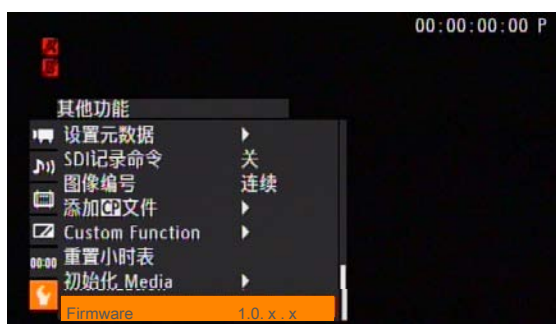 00:00:00:00 P
A
B
其他功能
设置元数据
SDI记录命令 关
图像编号 连续
添加CP文件
Custom Function
00:00 重置小时表
初始化 Media
Firmware 1.0. x . x